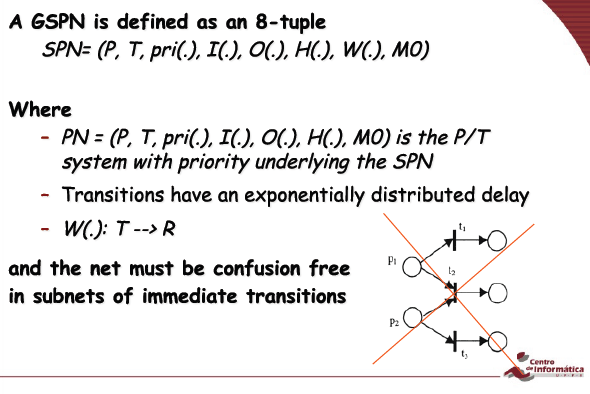 A GSPN is defined as an 8-tuple
SPN= (P, T, pri(.), I(.), O(.), H(.), W(.), M0)
Where
– PN = (P, T, pri(.), I(.), O(.), H(.), M0) is the P/T
system with priority underlying the SPN
– Transitions have an exponentially distributed delay
– W(.): T --> R
and the net must be confusion free
in subnets of immediate transitions
t1
p1
t2
p2
t3
Centro
de Informática